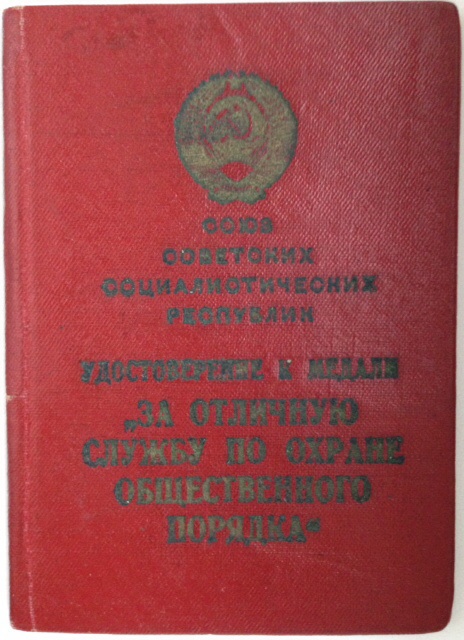 СОЮЗ
СОВЕТСКИХ
СОЦИАЛИСТИЧЕСКИХ
РЕСПУБЛИК
УДОСТОВЕРЕНИЕ К МЕДАЛИ
„ЗА ОТЛИЧНУЮ
СЛУЖБУ ПО ОХРАНЕ
ОБЩЕСТВЕННОГО
ПОРЯДКА“